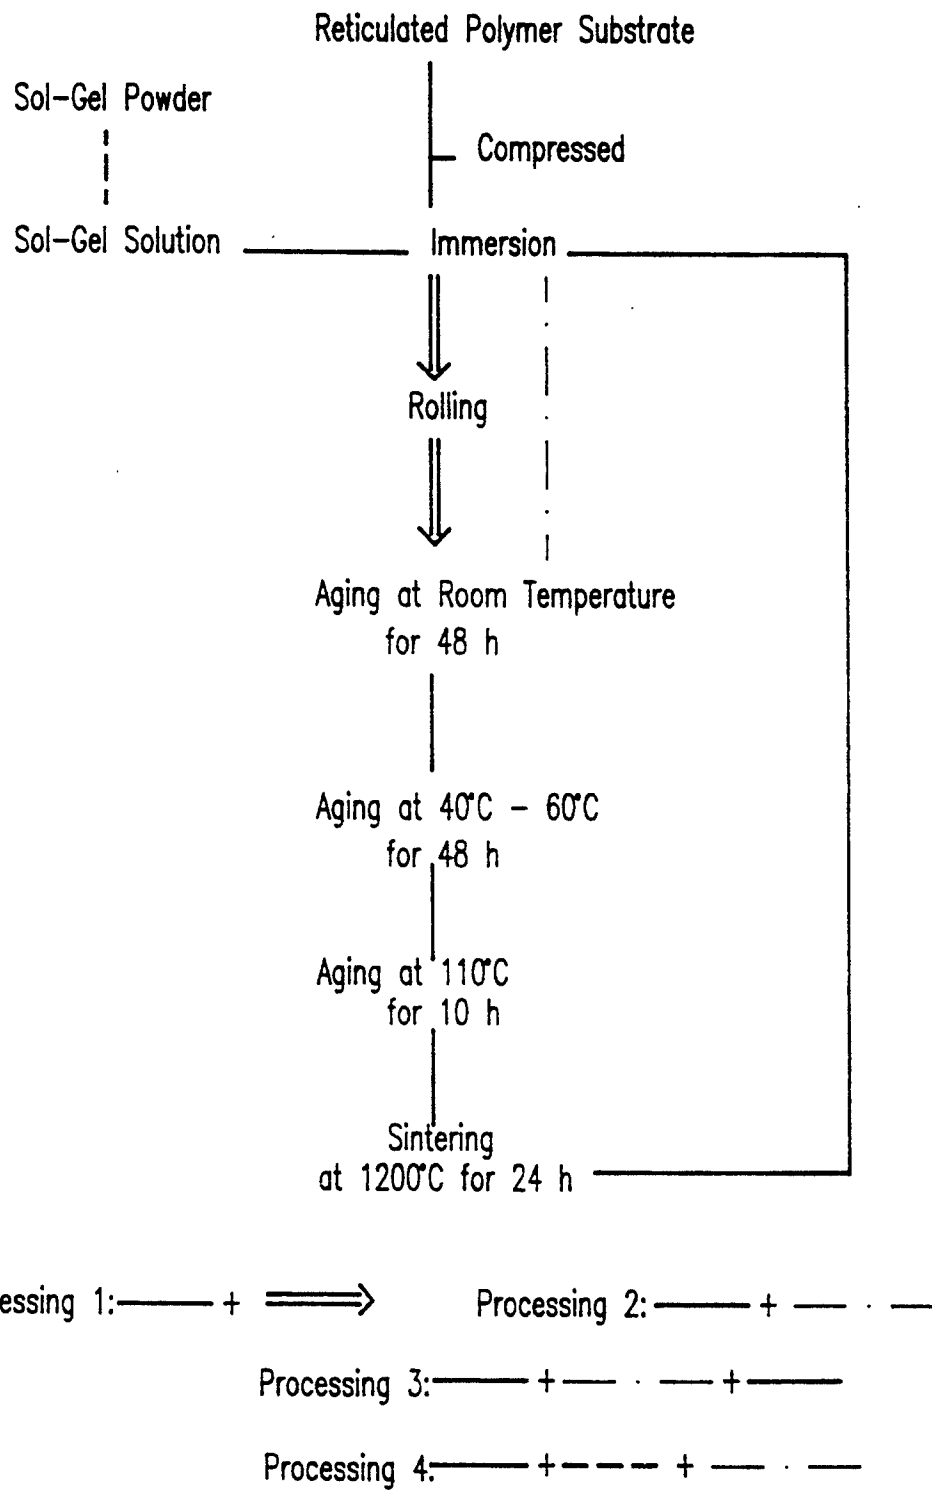 Reticulated Polymer Substrate
Sol-Gel Powder
Compressed
Sol-Gel Solution
Immersion
Rolling
Aging at Room Temperature
for 48 h
Aging at 40°C - 60°C
for 48 h
Aging at 110°C
for 10 h
Sintering
at 1200°C for 24 h
essing 1: +
Processing 2: +
Processing 3: + +
Processing 4: + +